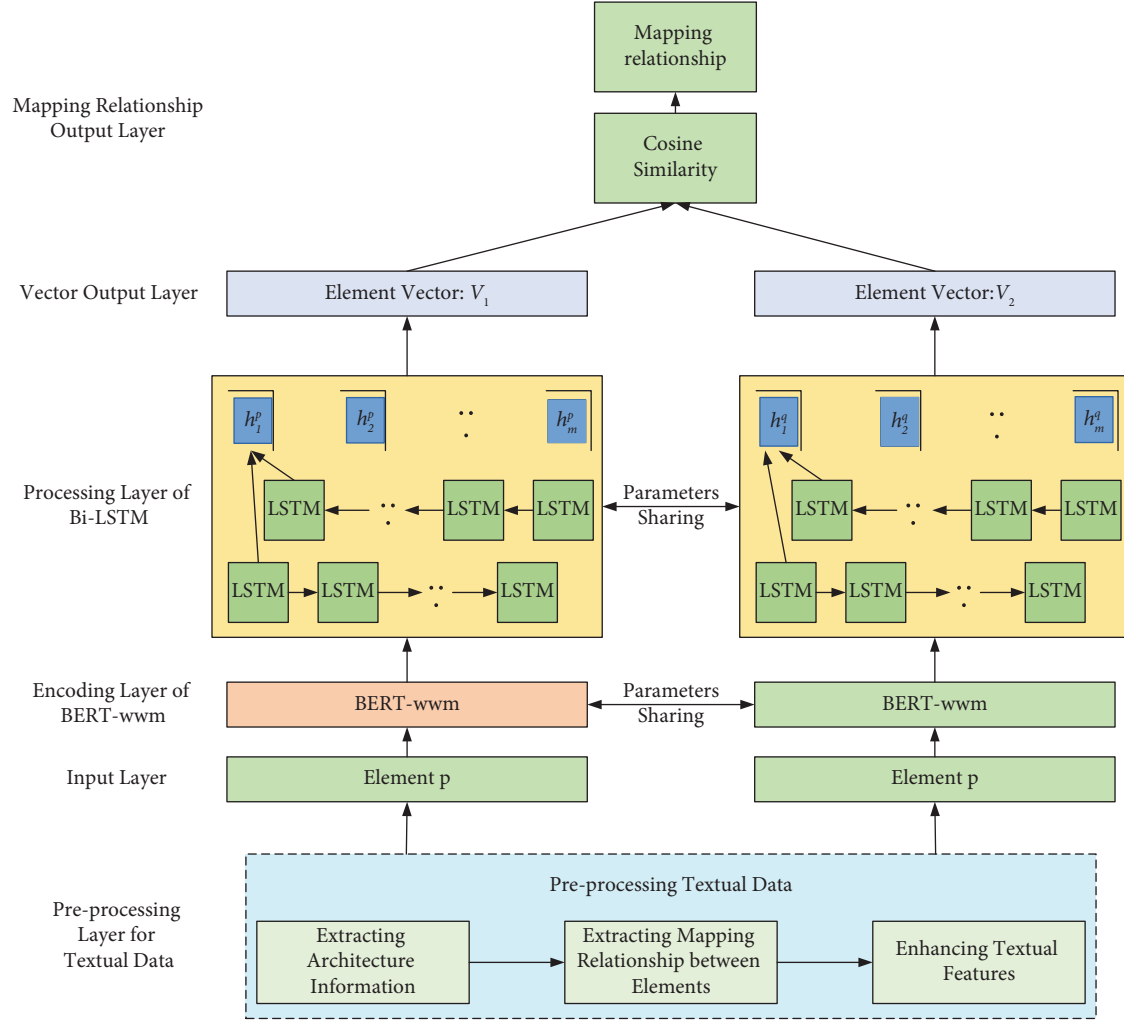 Mapping
relationship
Mapping Relationship
Output Layer
Cosine
Similarity
Vector Output Layer
Element Vector: V₁
Element Vector:V₂
h₁ᵖ h₂ᵖ hₘᵖ
h₁^q h₂^q hₘ^q
Processing Layer of
Bi-LSTM
LSTM LSTM LSTM
LSTM LSTM LSTM
Parameters
Sharing
LSTM LSTM LSTM
LSTM LSTM LSTM
Encoding Layer of
BERT-wwm
BERT-wwm
Parameters
Sharing
BERT-wwm
Input Layer
Element p
Element p
Pre-processing
Layer for
Textual Data
Pre-processing Textual Data
Extracting
Architecture
Information
Extracting Mapping
Relationship between
Elements
Enhancing Textual
Features